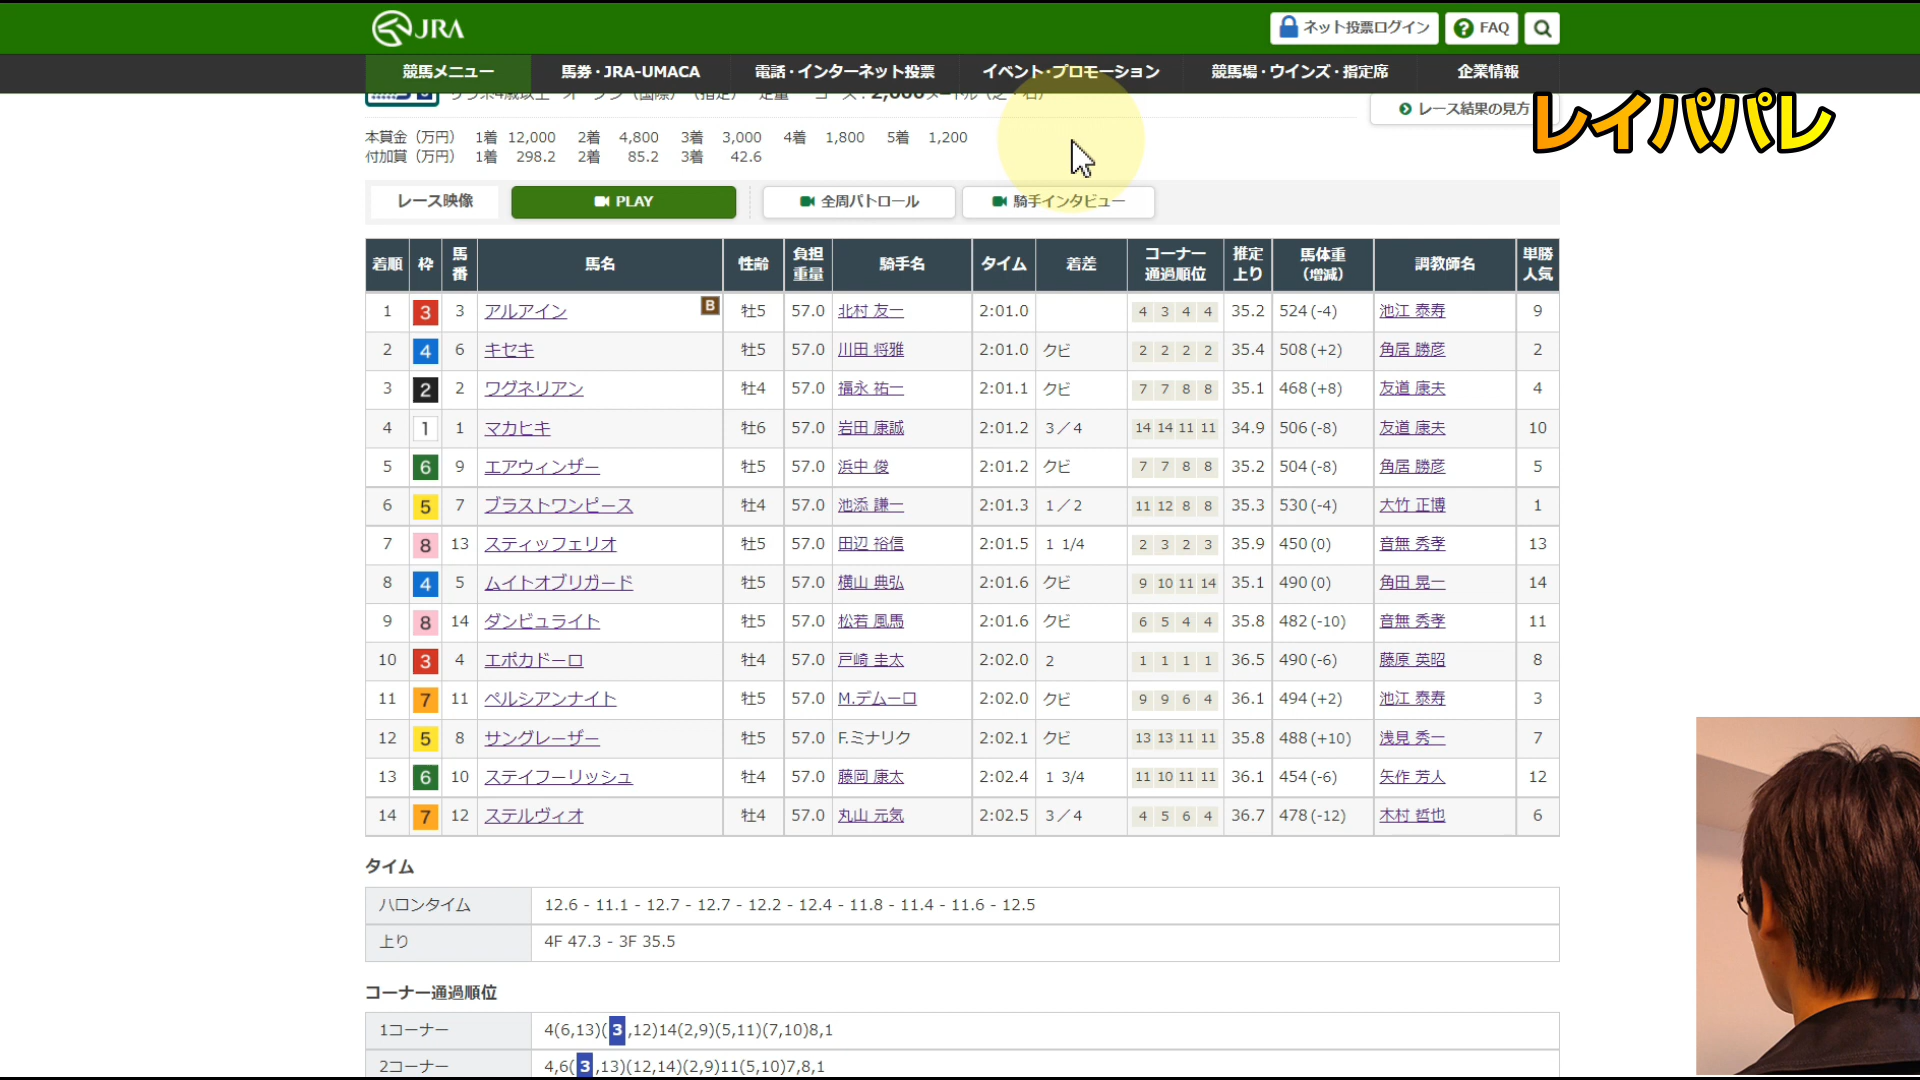 JRA
ネット投票ログイン
FAQ
競馬メニュー
馬券・JRA-UMACA
電話・インターネット投票
イベント・プロモーション
競馬場・ウインズ・指定席
企業情報
サラ系4歳以上 オープン (国際) (指定) 定量 コース:2,000メートル (芝・右)
レース結果の見方
レイパパレ
本賞金(万円) 1着 12,000 2着 4,800 3着 3,000 4着 1,800 5着 1,200
付加賞(万円) 1着 298.2 2着 85.2 3着 42.6
レース映像
PLAY
全周パトロール
騎手インタビュー
着順 枠 馬番 馬名 性齢 負担重量 騎手名 タイム 着差 コーナー通過順位 推定上り 馬体重(増減) 調教師名 単勝人気
1 3 3 アルアイン B 牡5 57.0 北村 友一 2:01.0 4 3 4 4 35.2 524(-4) 池江 泰寿 9
2 4 6 キセキ 牡5 57.0 川田 将雅 2:01.0 クビ 2 2 2 2 35.4 508(+2) 角居 勝彦 2
3 2 2 ワグネリアン 牡4 57.0 福永 祐一 2:01.1 クビ 7 7 8 8 35.1 468(+8) 友道 康夫 4
4 1 1 マカヒキ 牡6 57.0 岩田 康誠 2:01.2 3/4 14 14 11 11 34.9 506(-8) 友道 康夫 10
5 6 9 エアウィンザー 牡5 57.0 浜中 俊 2:01.2 クビ 7 7 8 8 35.2 504(-8) 角居 勝彦 5
6 5 7 ブラストワンピース 牡4 57.0 池添 謙一 2:01.3 1/2 11 12 8 8 35.3 530(-4) 大竹 正博 1
7 8 13 スティッフェリオ 牡5 57.0 田辺 裕信 2:01.5 1 1/4 2 3 2 3 35.9 450(0) 音無 秀孝 13
8 4 5 ムイトオブリガード 牡5 57.0 横山 典弘 2:01.6 クビ 9 10 11 14 35.1 490(0) 角田 晃一 14
9 8 14 ダンビュライト 牡5 57.0 松若 風馬 2:01.6 クビ 6 5 4 4 35.8 482(-10) 音無 秀孝 11
10 3 4 エポカドーロ 牡4 57.0 戸崎 圭太 2:02.0 2 1 1 1 1 36.5 490(-6) 藤原 英昭 8
11 7 11 ペルシアンナイト 牡5 57.0 M.デムーロ 2:02.0 クビ 9 9 6 4 36.1 494(+2) 池江 泰寿 3
12 5 8 サングレーザー 牡5 57.0 F.ミナリク 2:02.1 クビ 13 13 11 11 35.8 488(+10) 浅見 秀一 7
13 6 10 ステイフーリッシュ 牡4 57.0 藤岡 康太 2:02.4 1 3/4 11 10 11 11 36.1 454(-6) 矢作 芳人 12
14 7 12 ステルヴィオ 牡4 57.0 丸山 元気 2:02.5 3/4 4 5 6 4 36.7 478(-12) 木村 哲也 6
タイム
ハロンタイム 12.6 - 11.1 - 12.7 - 12.7 - 12.2 - 12.4 - 11.8 - 11.4 - 11.6 - 12.5
上り 4F 47.3 - 3F 35.5
コーナー通過順位
1コーナー 4(6,13)(3,12)14(2,9)(5,11)(7,10)8,1
2コーナー 4,6(3,13)(12,14)(2,9)11(5,10)7,8,1